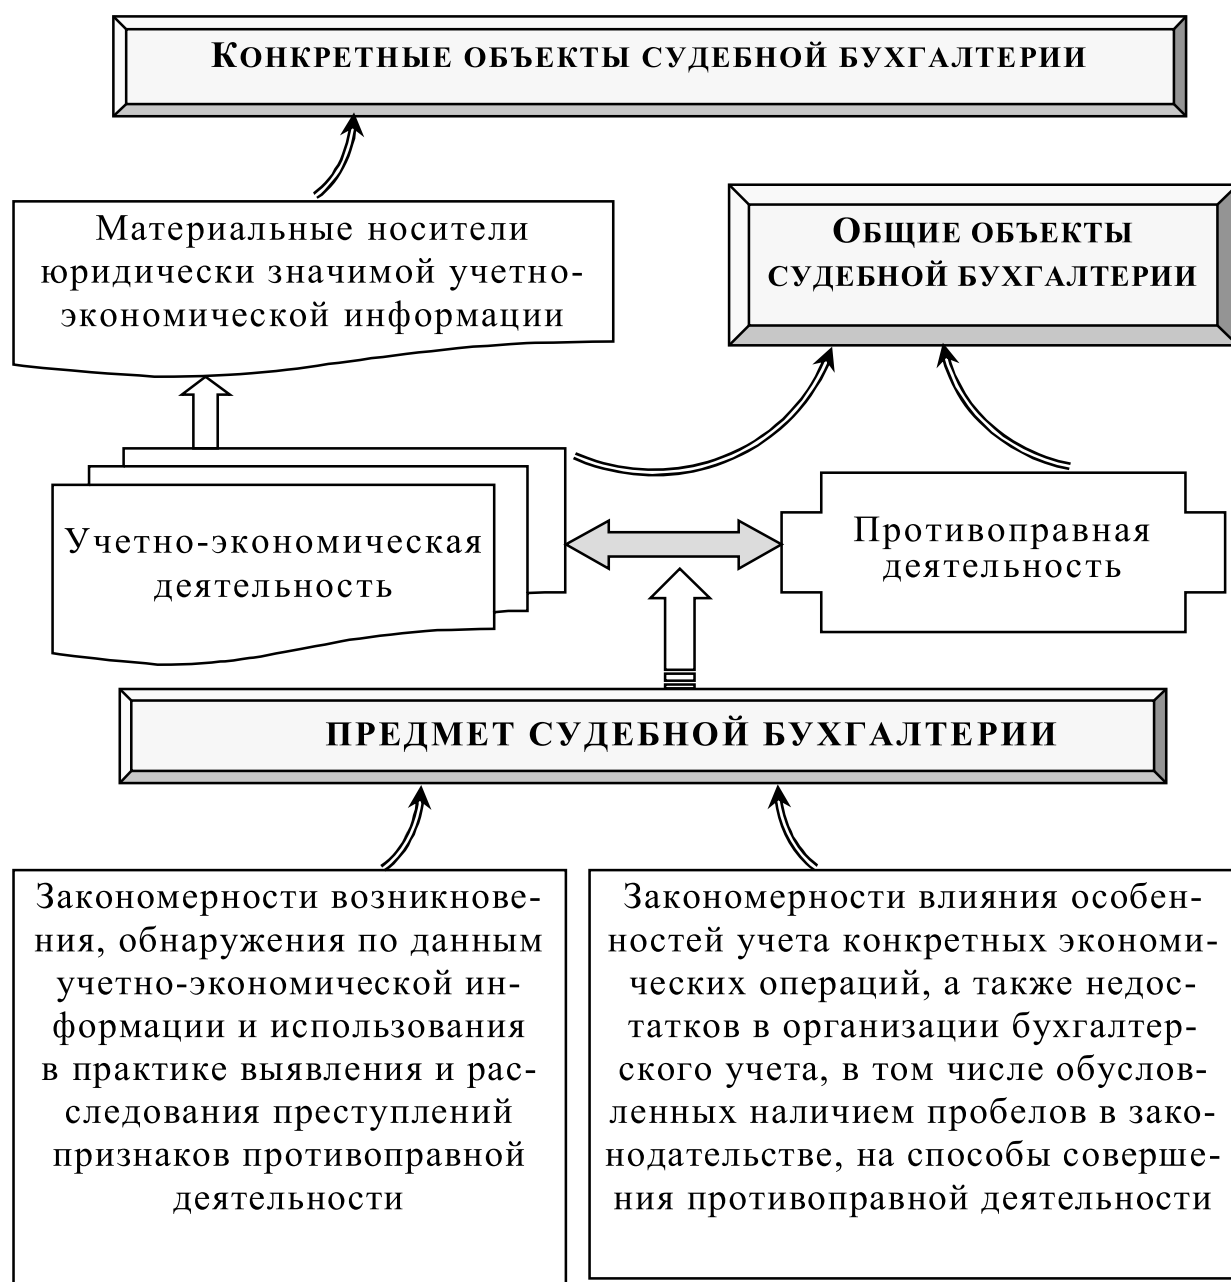 КОНКРЕТНЫЕ ОБЪЕКТЫ СУДЕБНОЙ БУХГАЛТЕРИИ
Материальные носители
юридически значимой учетно-
экономической информации
ОБЩИЕ ОБЪЕКТЫ
СУДЕБНОЙ БУХГАЛТЕРИИ
Учетно-экономическая
деятельность
Противоправная
деятельность
ПРЕДМЕТ СУДЕБНОЙ БУХГАЛТЕРИИ
Закономерности возникнове-
ния, обнаружения по данным
учетно-экономической ин-
формации и использования
в практике выявления и рас-
следования преступлений
признаков противоправной
деятельности
Закономерности влияния особен-
ностей учета конкретных экономи-
ческих операций, а также недос-
татков в организации бухгалтер-
ского учета, в том числе обуслов-
ленных наличием пробелов в зако-
нодательстве, на способы соверше-
ния противоправной деятельности